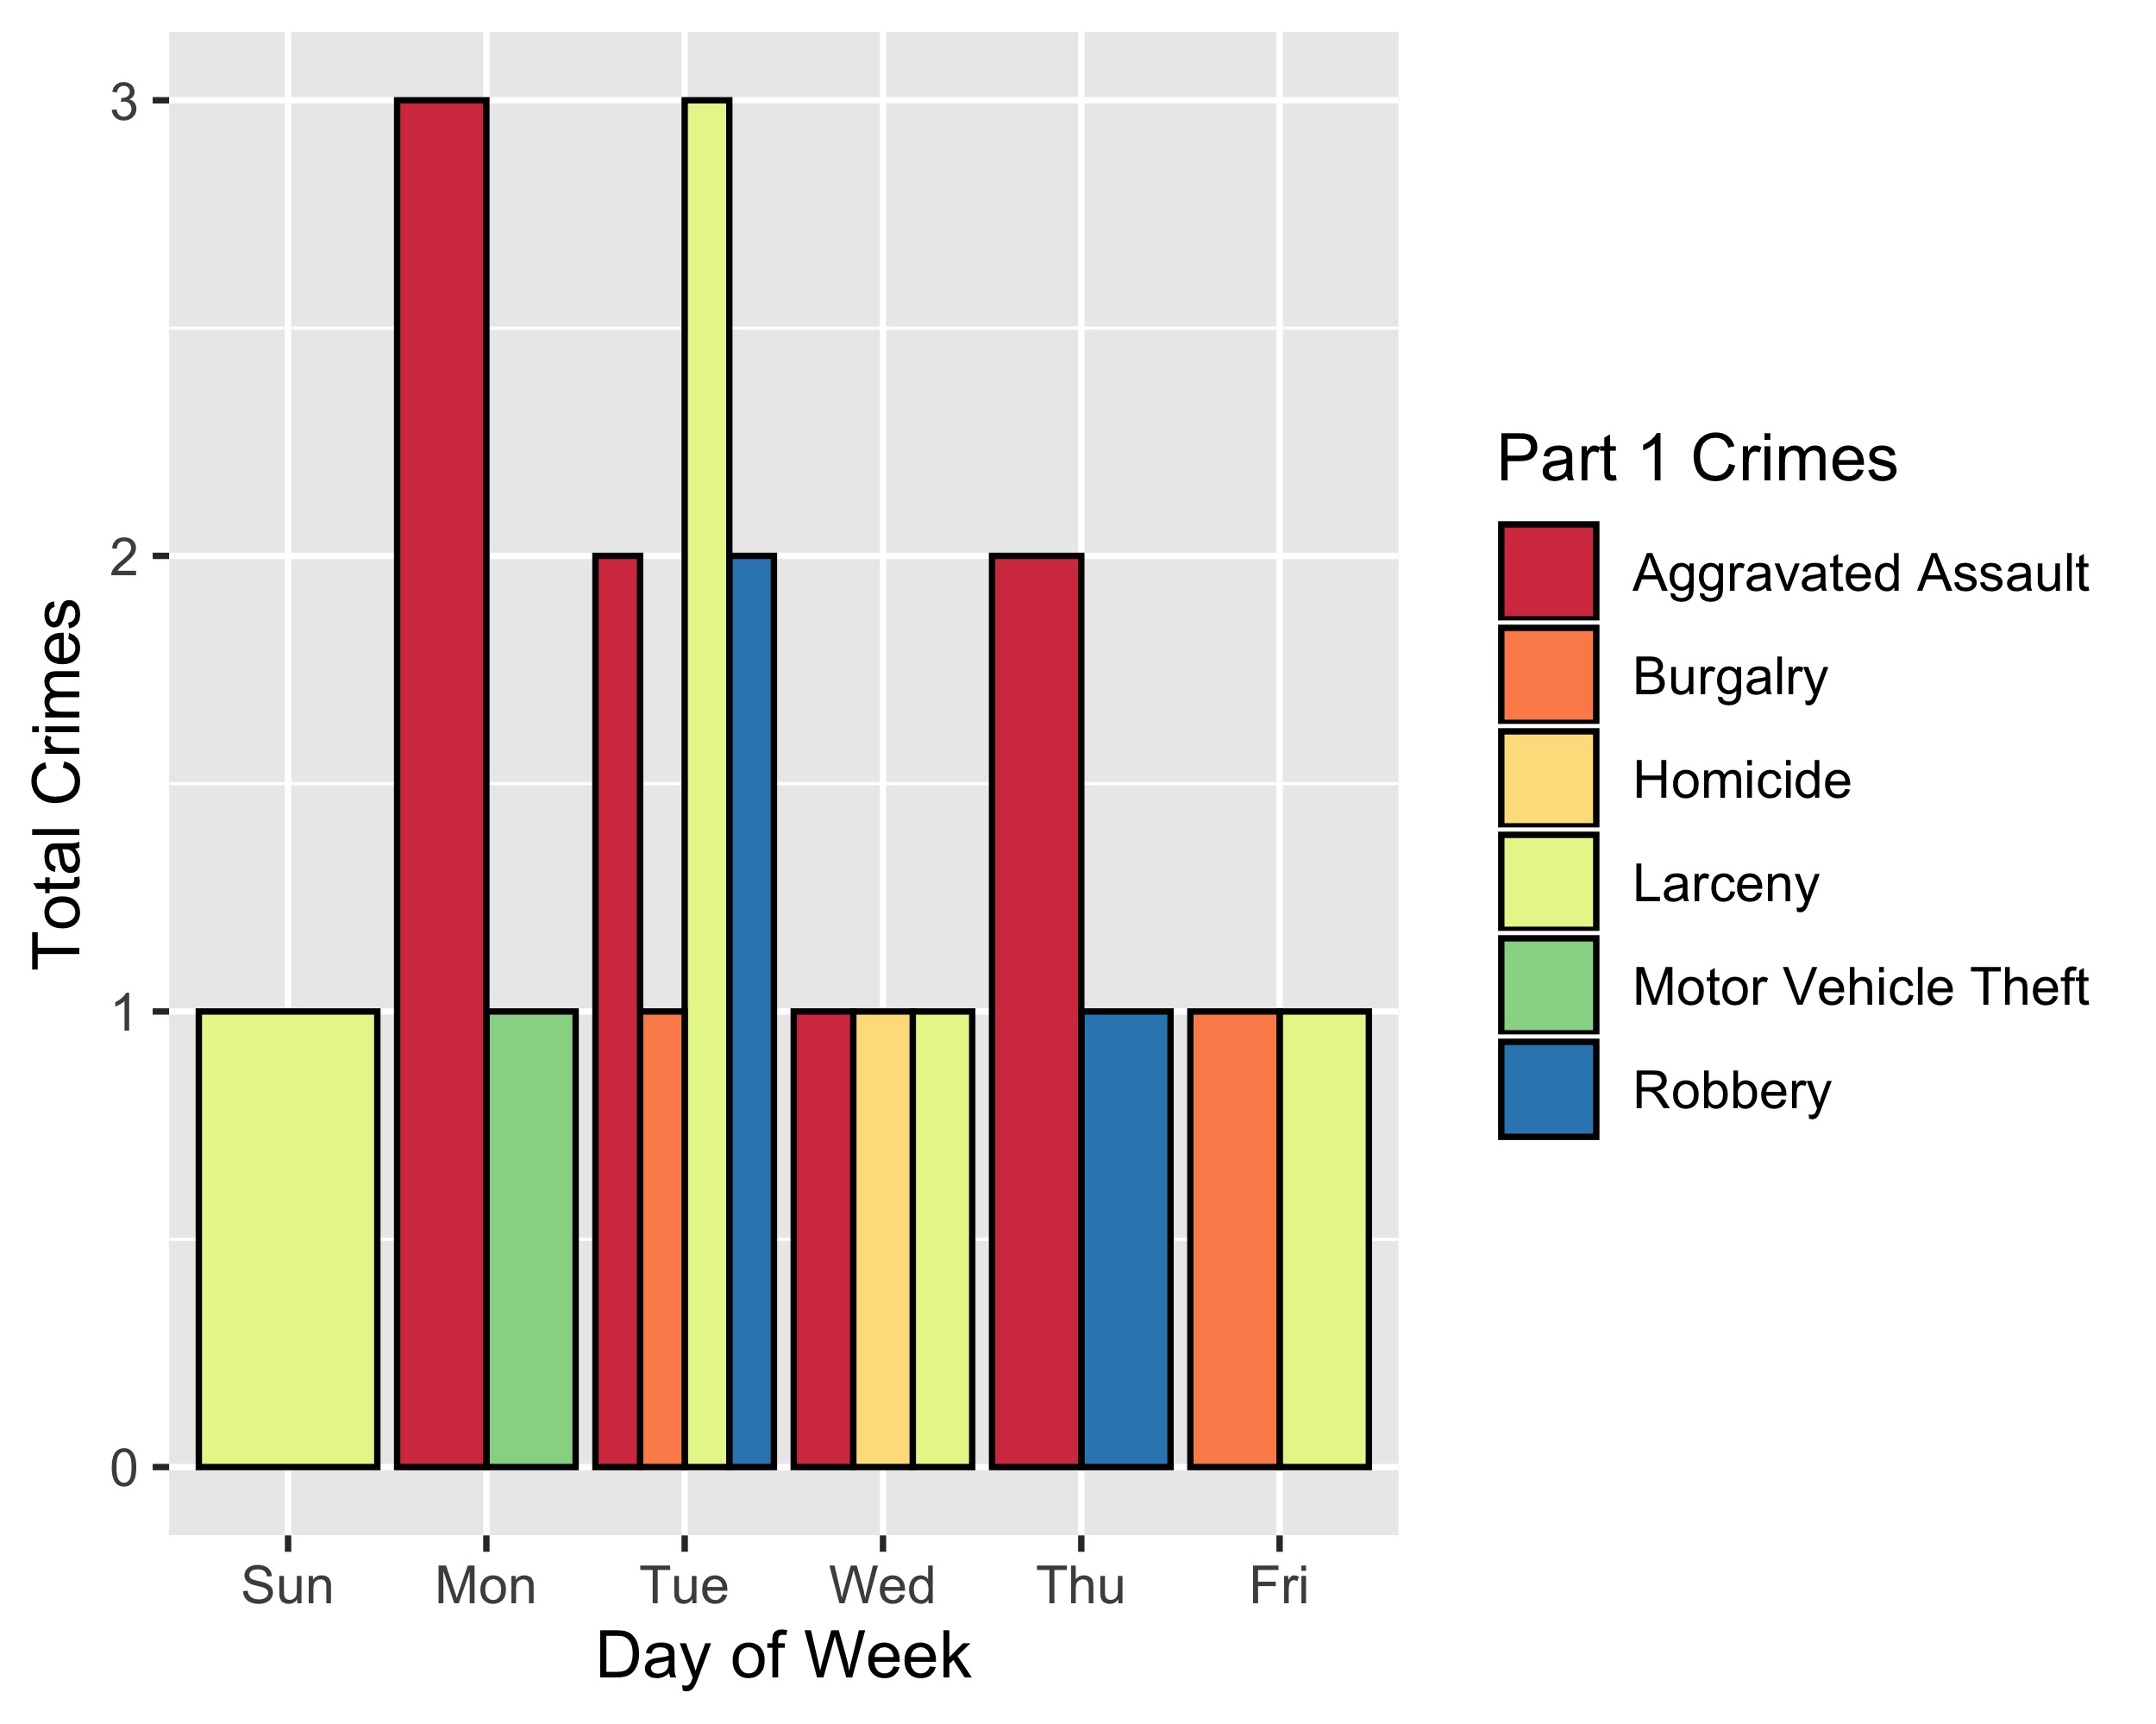 Total Crimes
3
2
1
0
Sun Mon Tue Wed Thu Fri
Day of Week
Part 1 Crimes
Aggravated Assault
Burgalry
Homicide
Larceny
Motor Vehicle Theft
Robbery